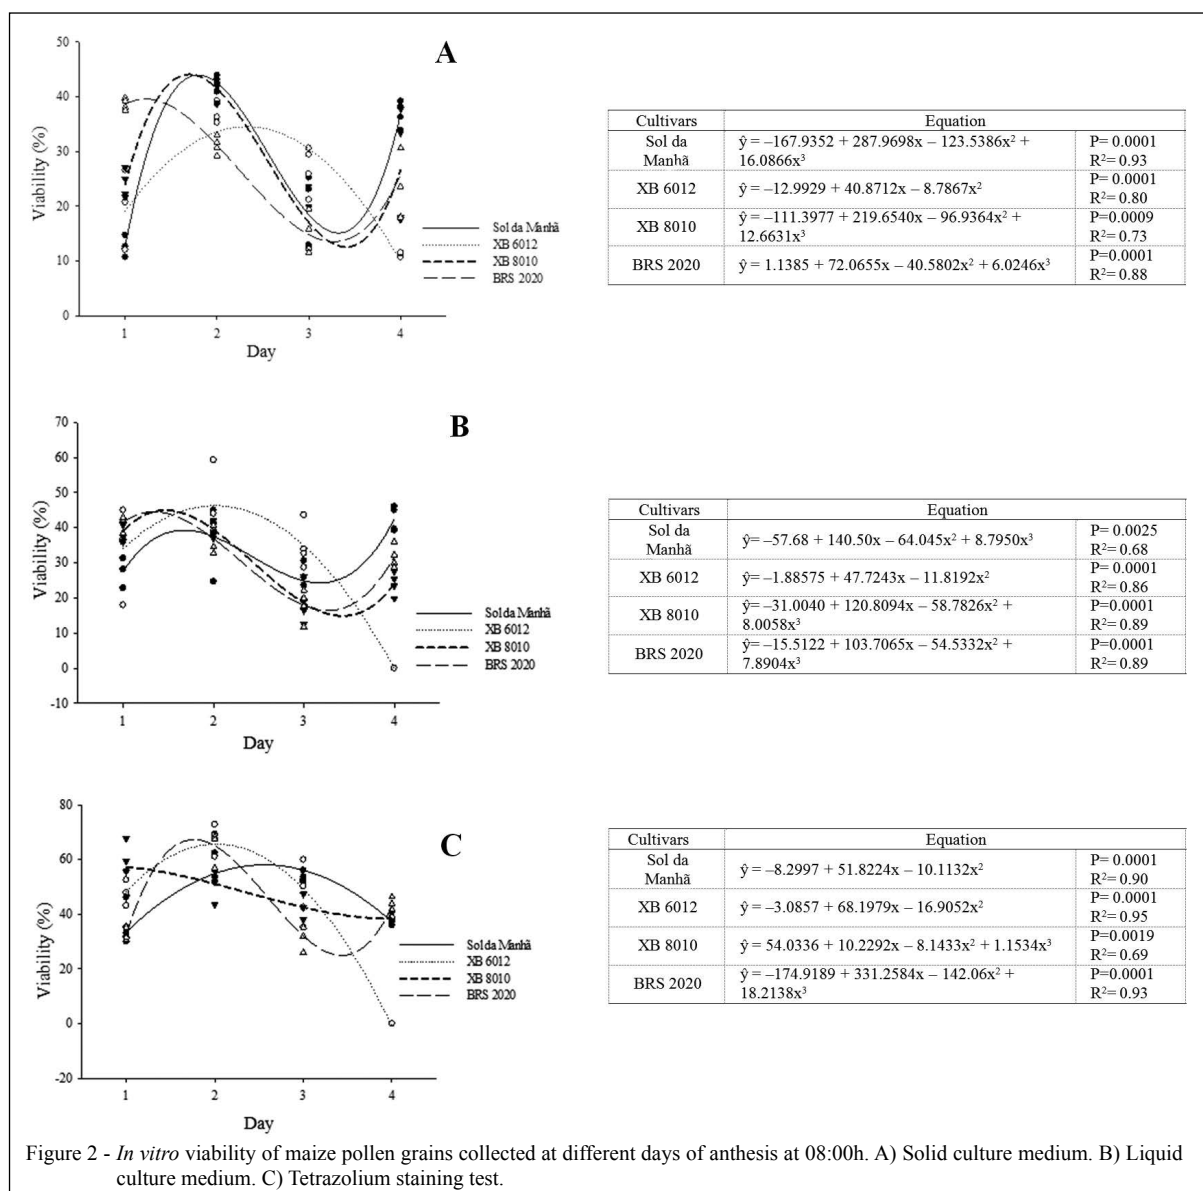 A
50
40
30
20
10
0
Viability (%)
1 2 3 4
Day
Sol da Manhã
XB 6012
XB 8010
BRS 2020
Cultivars Equation
Sol da Manhã ŷ = –167.9352 + 287.9698x – 123.5386x² + 16.0866x³ P= 0.0001 R²= 0.93
XB 6012 ŷ = –12.9929 + 40.8712x – 8.7867x² P= 0.0001 R²= 0.80
XB 8010 ŷ = –111.3977 + 219.6540x – 96.9364x² + 12.6631x³ P=0.0009 R²= 0.73
BRS 2020 ŷ = 1.1385 + 72.0655x – 40.5802x² + 6.0246x³ P=0.0001 R²= 0.88
B
70
60
50
40
30
20
10
0
-10
Viability (%)
1 2 3 4
Day
Sol da Manhã
XB 6012
XB 8010
BRS 2020
Cultivars Equation
Sol da Manhã ŷ= –57.68 + 140.50x – 64.045x² + 8.7950x³ P= 0.0025 R²= 0.68
XB 6012 ŷ = –1.88575 + 47.7243x – 11.8192x² P= 0.0001 R²= 0.86
XB 8010 ŷ = –31.0040 + 120.8094x – 58.7826x² + 8.0058x³ P=0.0001 R²= 0.89
BRS 2020 ŷ = –15.5122 + 103.7065x – 54.5332x² + 7.8904x³ P=0.0001 R²= 0.89
C
80
60
40
20
0
-20
Viability (%)
1 2 3 4
Day
Sol da Manhã
XB 6012
XB 8010
BRS 2020
Cultivars Equation
Sol da Manhã ŷ = –8.2997 + 51.8224x – 10.1132x² P= 0.0001 R²= 0.90
XB 6012 ŷ = –3.0857 + 68.1979x – 16.9052x² P= 0.0001 R²= 0.95
XB 8010 ŷ = 54.0336 + 10.2292x – 8.1433x² + 1.1534x³ P=0.0019 R²= 0.69
BRS 2020 ŷ = –174.9189 + 331.2584x – 142.06x² + 18.2138x³ P=0.0001 R²= 0.93
Figure 2 - In vitro viability of maize pollen grains collected at different days of anthesis at 08:00h. A) Solid culture medium. B) Liquid
culture medium. C) Tetrazolium staining test.